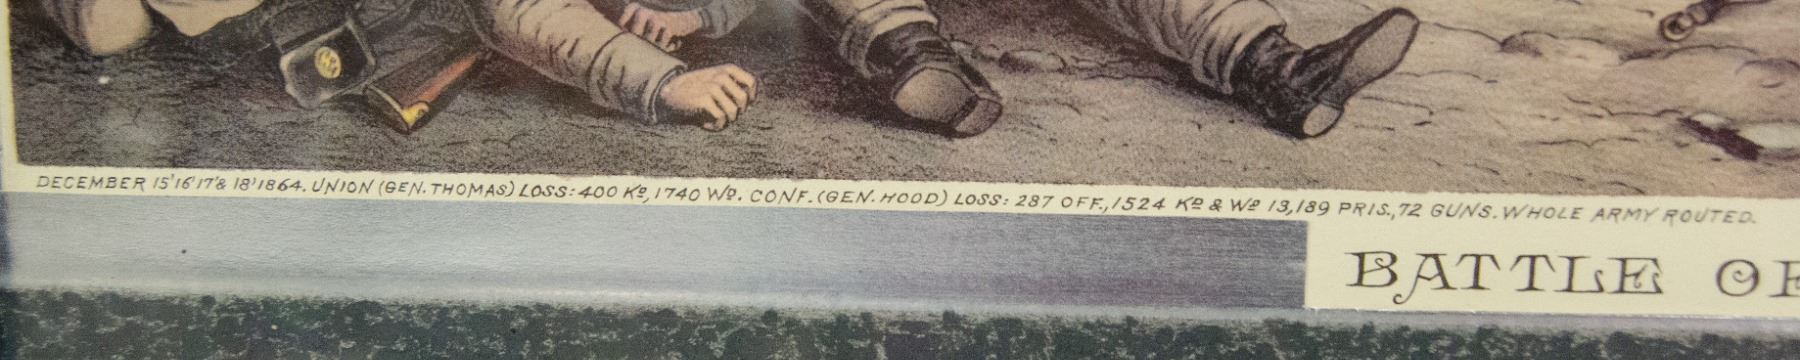 DECEMBER 15'16'17'& 18'1864. UNION (GEN. THOMAS) LOSS: 400 Kᴰ, 1740 Wᴰ. CONF. (GEN. HOOD) LOSS: 287 OFF., 1524 Kᴰ & Wᴰ 13,189 PRIS., 72 GUNS. WHOLE ARMY ROUTED.
BATTLE OF